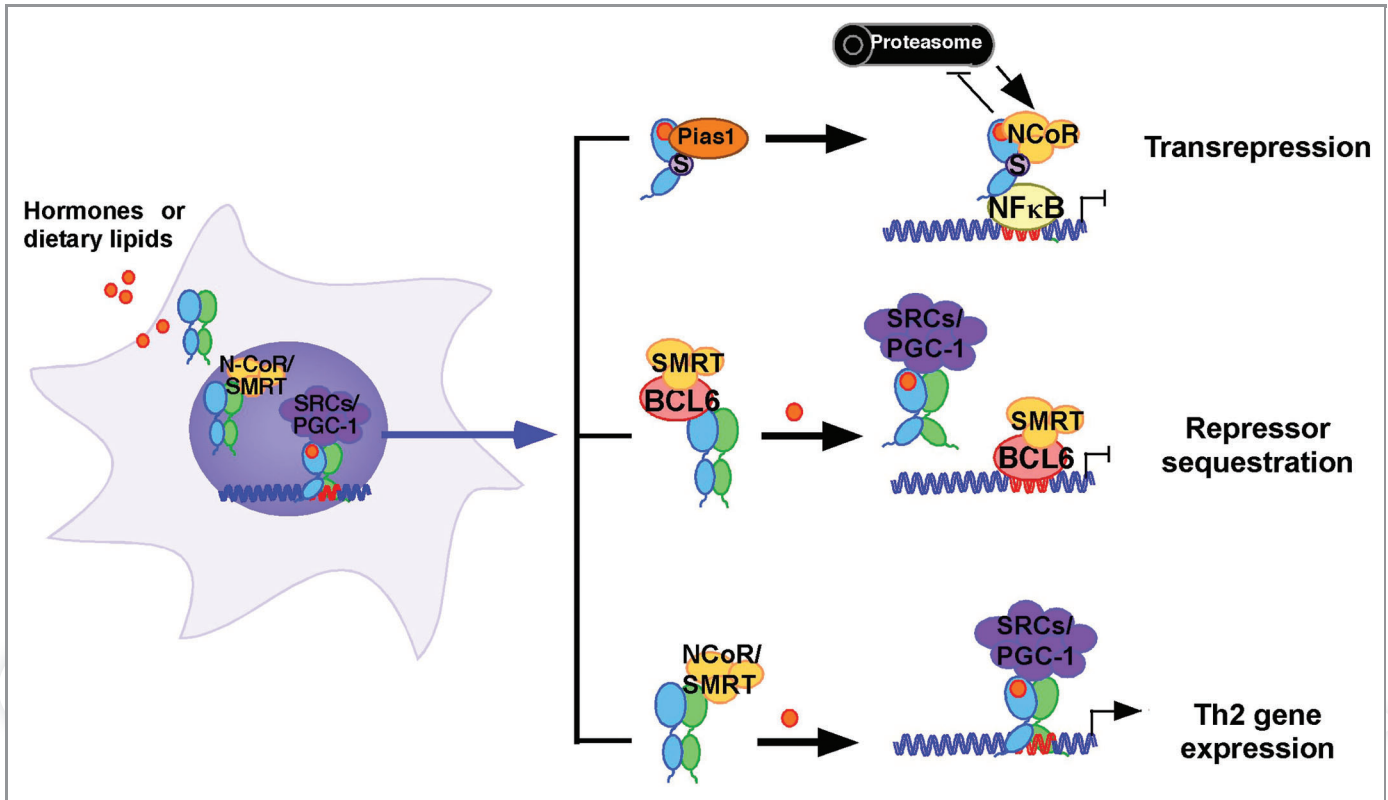 Hormones or
dietary lipids
N-CoR/
SMRT
SRCs/
PGC-1
Proteasome
Pias1
S
NCoR
S
NFκB
Transrepression
SMRT
BCL6
SRCs/
PGC-1
SMRT
BCL6
Repressor
sequestration
NCoR/
SMRT
SRCs/
PGC-1
Th2 gene
expression